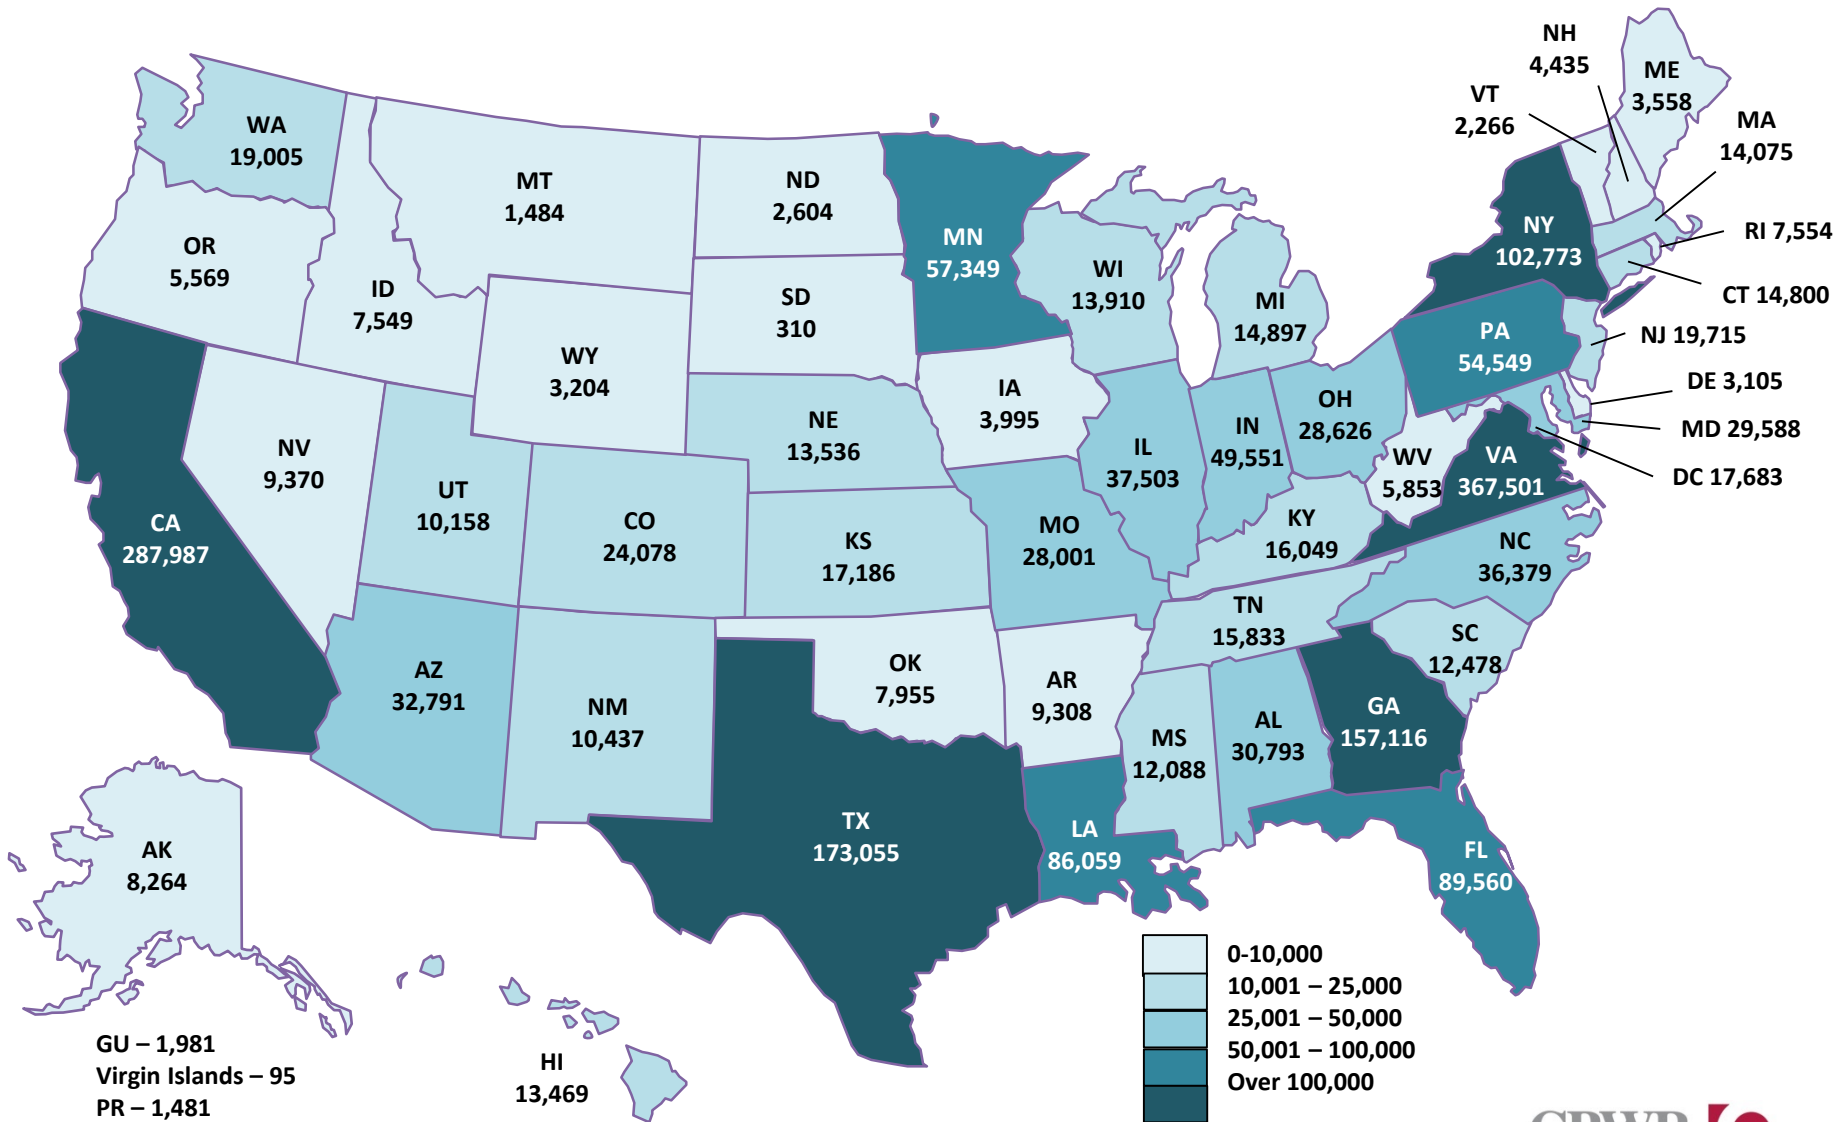 NH
4,435
ME
3,558
VT
2,266
MA
14,075
WA
19,005
MT
1,484
ND
2,604
MN
57,349
NY
102,773
RI 7,554
OR
5,569
ID
7,549
SD
310
WI
13,910
MI
14,897
CT 14,800
WY
3,204
PA
54,549
NJ 19,715
IA
3,995
DE 3,105
NV
9,370
NE
13,536
IL
37,503
IN
49,551
OH
28,626
MD 29,588
WV
5,853
VA
367,501
DC 17,683
UT
10,158
CA
287,987
CO
24,078
KS
17,186
MO
28,001
KY
16,049
NC
36,379
TN
15,833
SC
12,478
AZ
32,791
NM
10,437
OK
7,955
AR
9,308
MS
12,088
AL
30,793
GA
157,116
TX
173,055
LA
86,059
FL
89,560
AK
8,264
0-10,000
10,001 – 25,000
25,001 – 50,000
50,001 – 100,000
Over 100,000
GU – 1,981
Virgin Islands – 95
PR – 1,481
HI
13,469